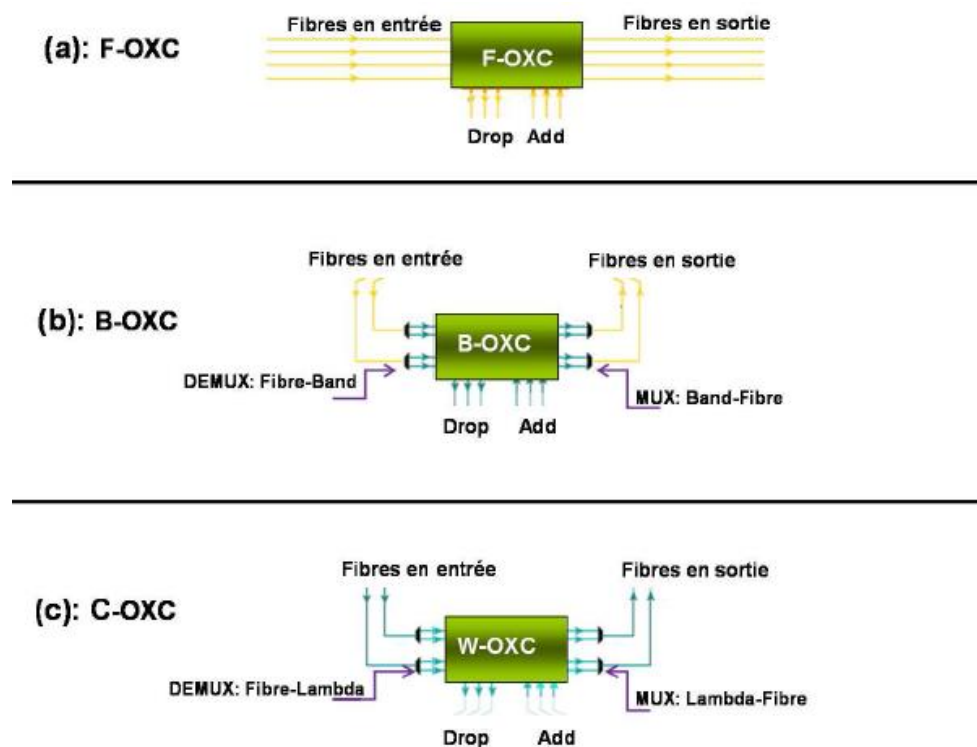 (a): F-OXC
Fibres en entrée
Fibres en sortie
F-OXC
Drop Add
(b): B-OXC
Fibres en entrée
Fibres en sortie
B-OXC
DEMUX: Fibre-Band
MUX: Band-Fibre
Drop Add
(c): C-OXC
Fibres en entrée
Fibres en sortie
W-OXC
DEMUX: Fibre-Lambda
MUX: Lambda-Fibre
Drop Add